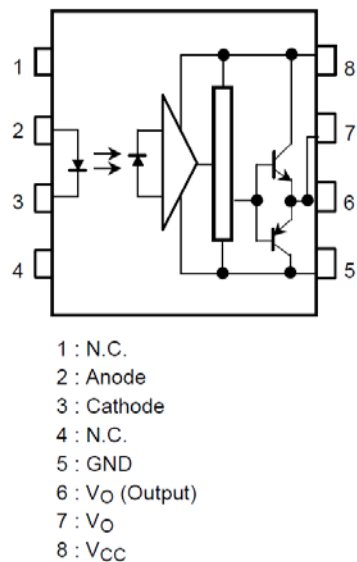 1 8
2 7
3 6
4 5
1 : N.C.
2 : Anode
3 : Cathode
4 : N.C.
5 : GND
6 : VO (Output)
7 : VO
8 : VCC